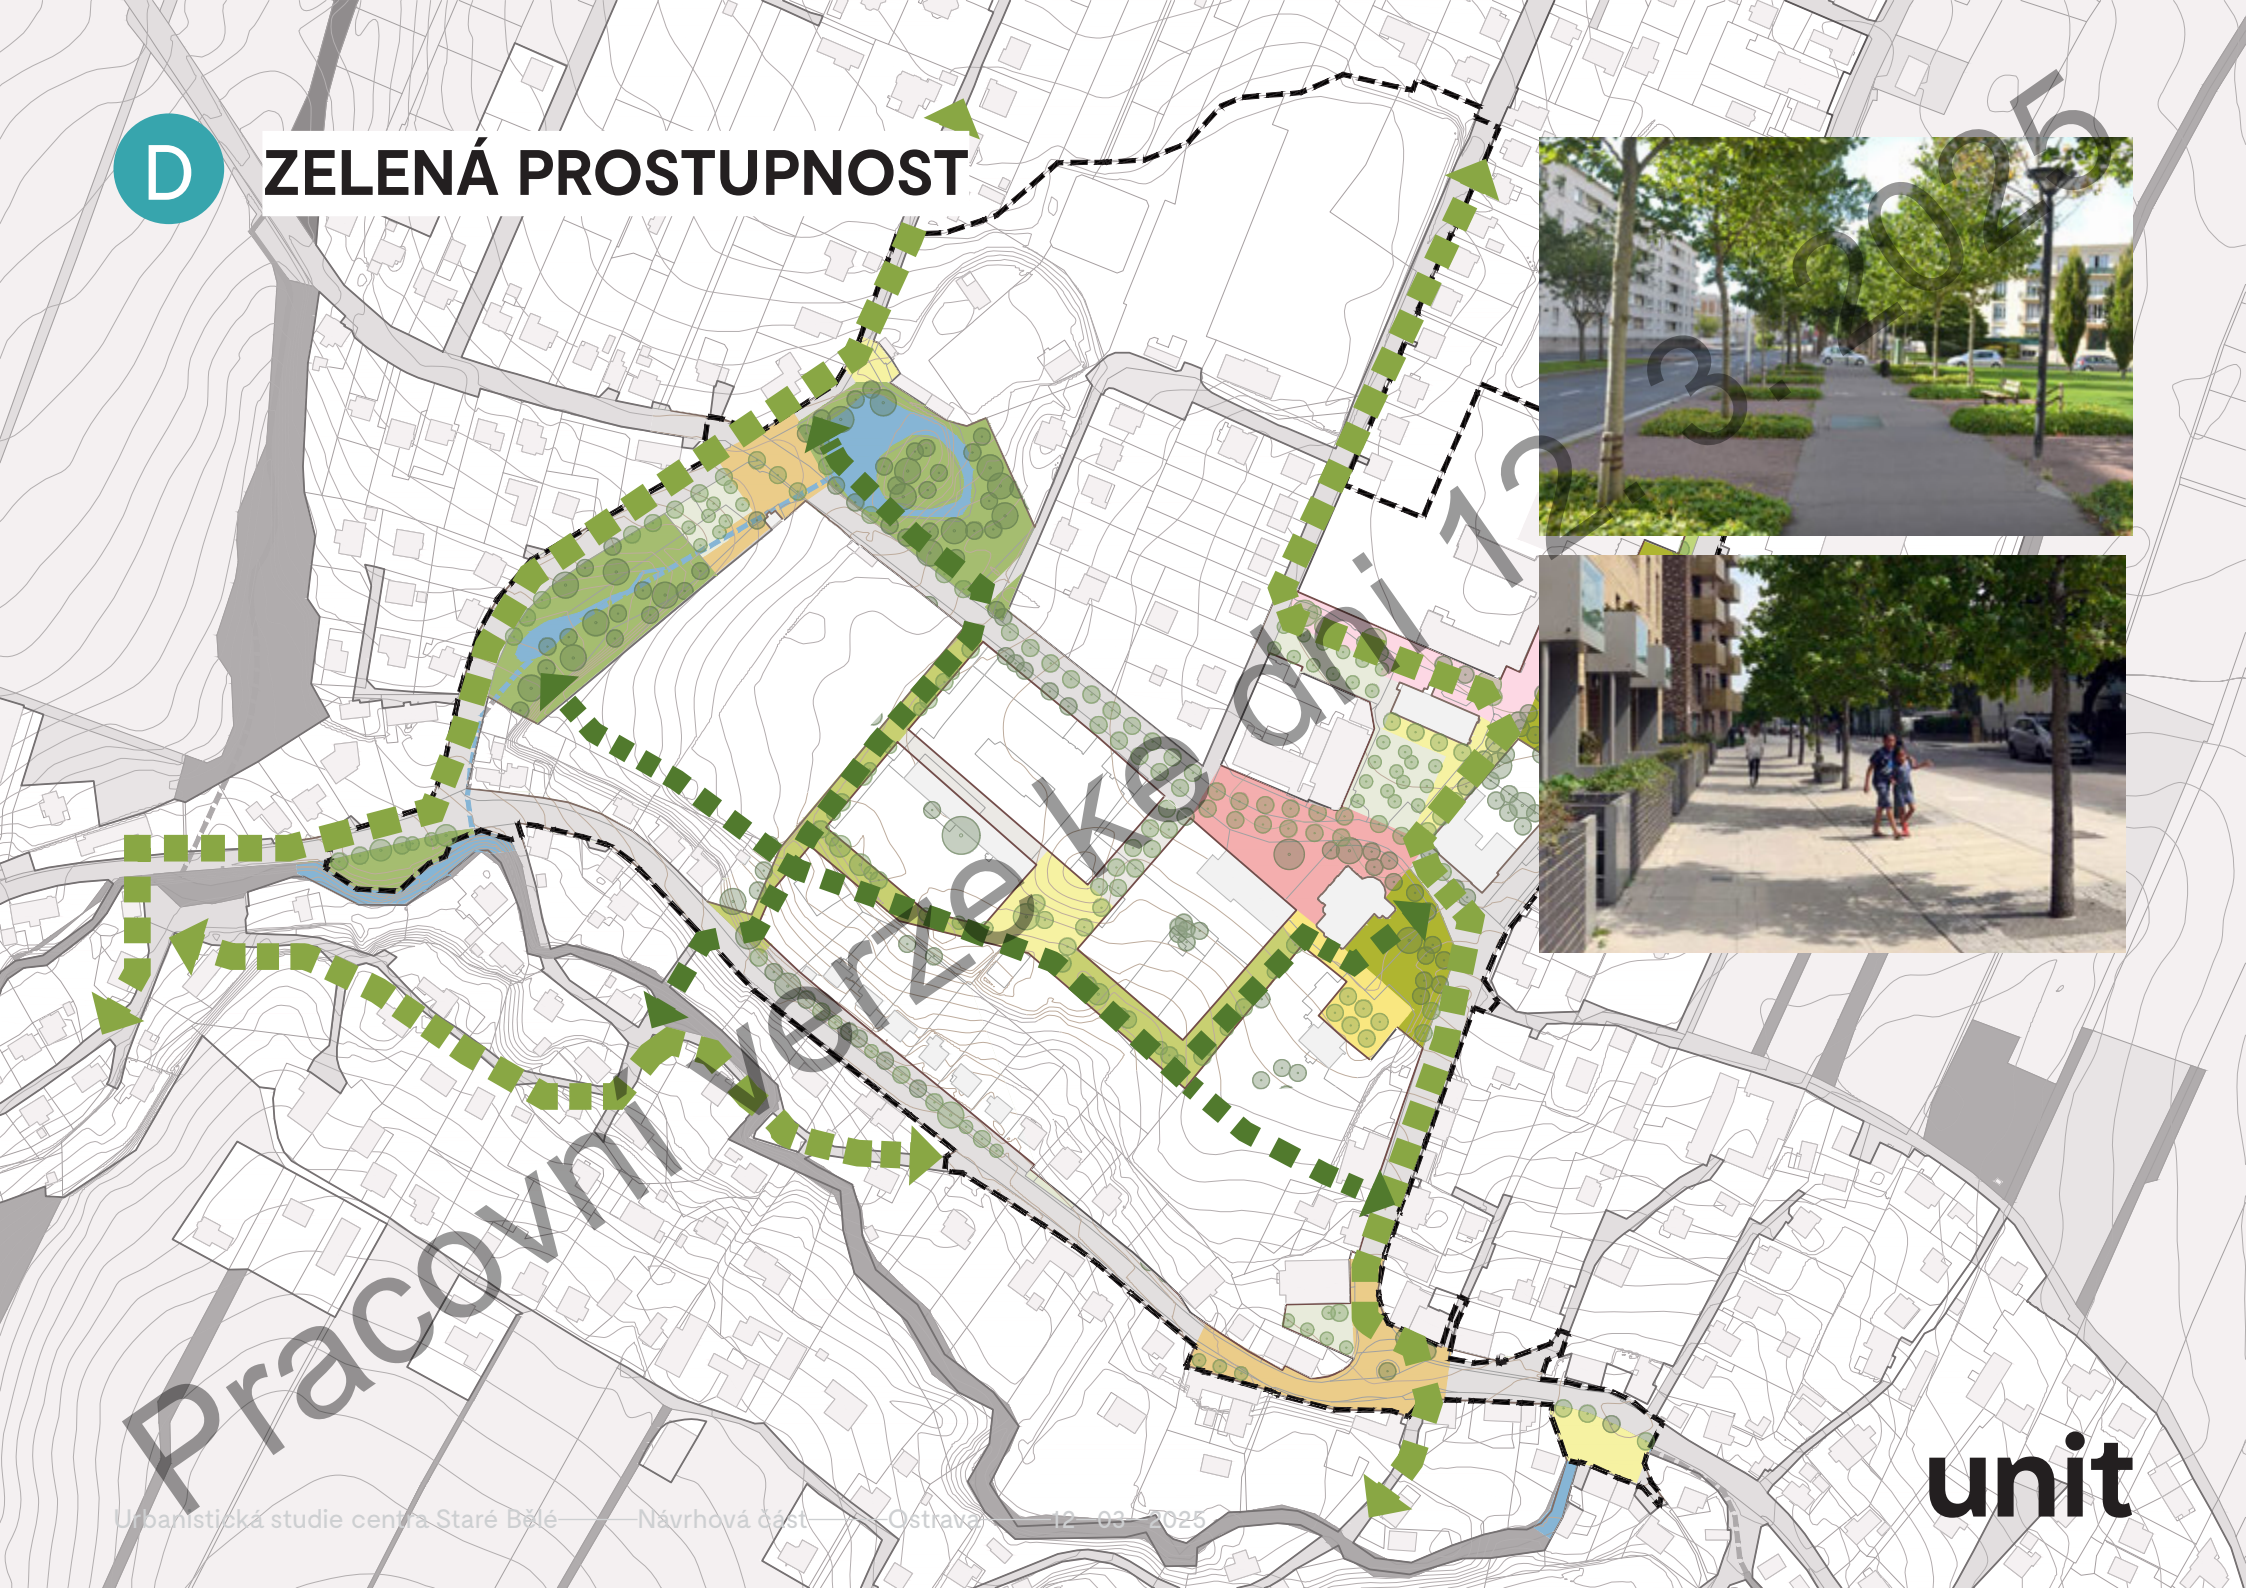 D
ZELENÁ PROSTUPNOST
Pracovní verze ke dni 12. 3. 2025
unit
Urbanistická studie centra Staré Bělé — Návrhová část — Ostrava — 12 – 03 – 2025